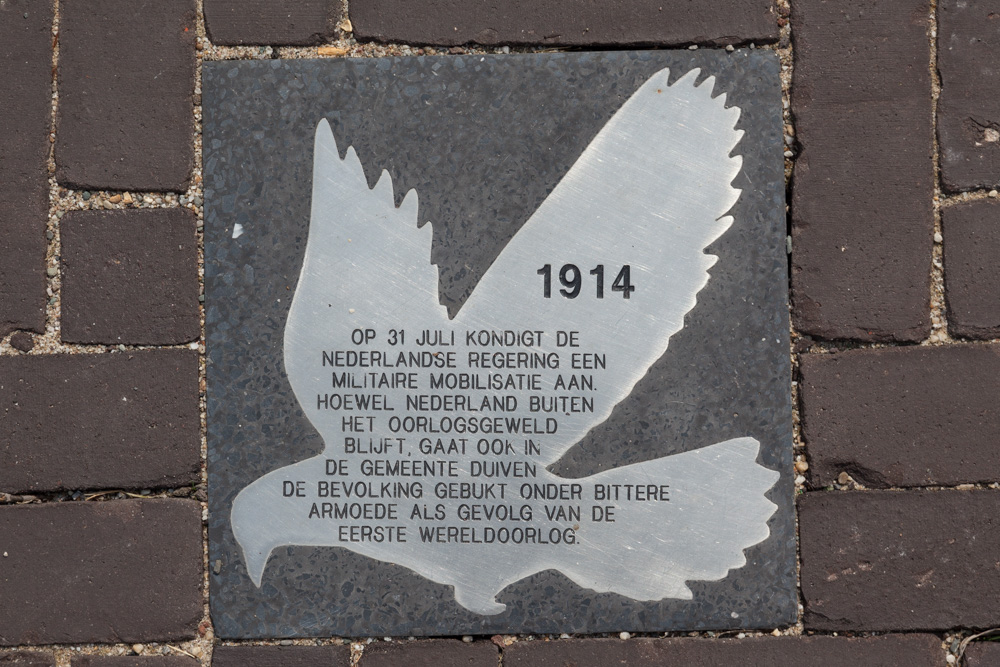 1914
OP 31 JULI KONDIGT DE
NEDERLANDSE REGERING EEN
MILITAIRE MOBILISATIE AAN.
HOEWEL NEDERLAND BUITEN
HET OORLOGSGEWELD
BLIJFT, GAAT OOK IN
DE GEMEENTE DUIVEN
DE BEVOLKING GEBUKT ONDER BITTERE
ARMOEDE ALS GEVOLG VAN DE
EERSTE WERELDOORLOG.